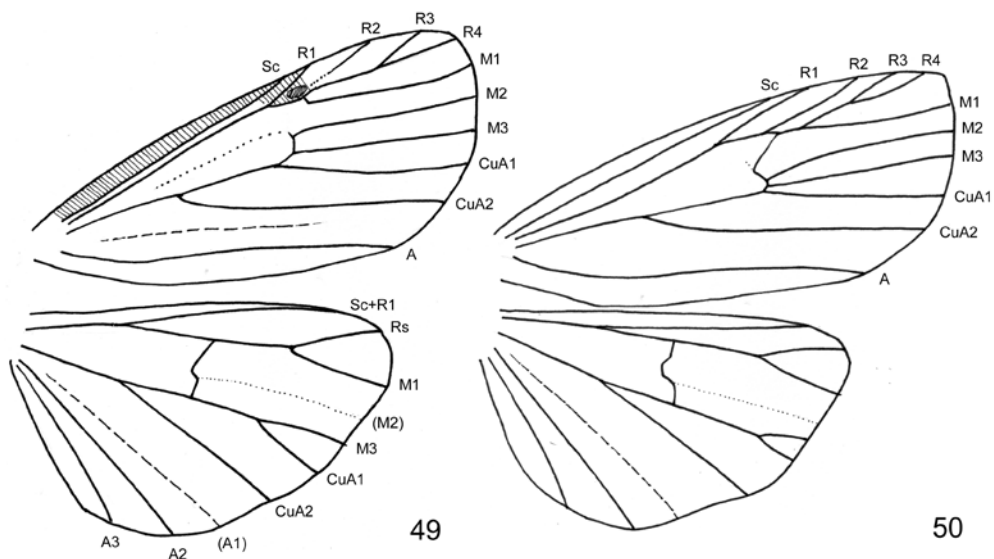 Sc
R1
R2
R3
R4
M1
M2
M3
CuA1
CuA2
A
Sc+R1
Rs
M1
(M2)
M3
CuA1
CuA2
(A1)
A2
A3
49
Sc
R1
R2
R3
R4
M1
M2
M3
CuA1
CuA2
A
50